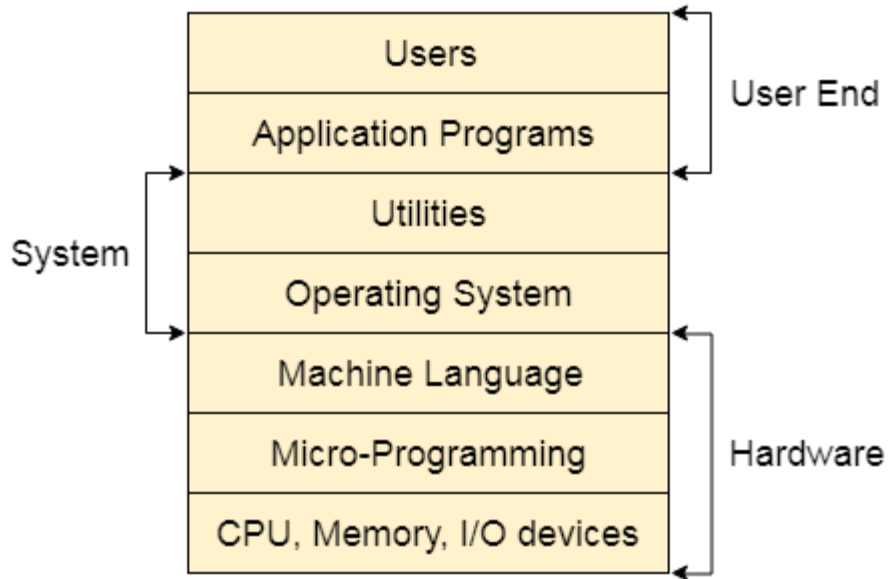 Users
User End
Application Programs
Utilities
System
Operating System
Machine Language
Micro-Programming
Hardware
CPU, Memory, I/O devices